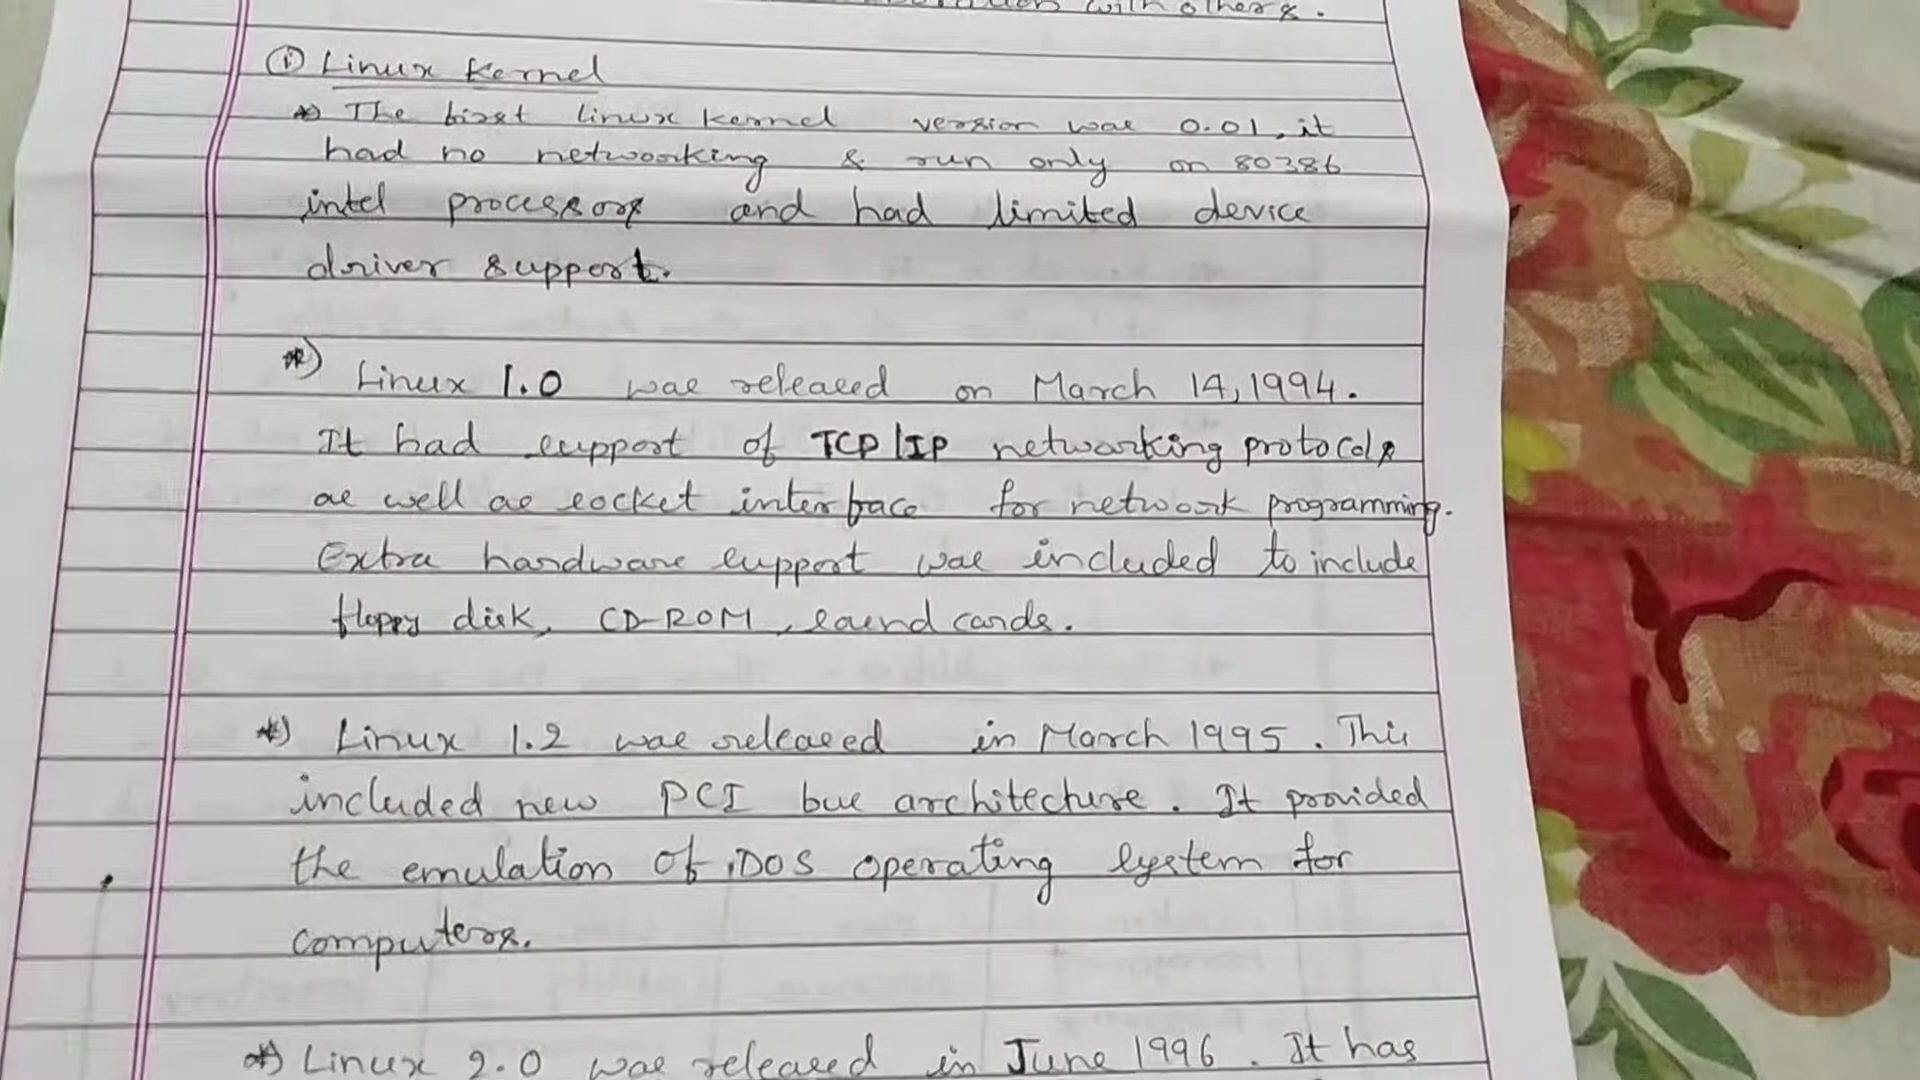 with others.
① Linux Kernel
*) The first linux kernel version was 0.01, it
had no networking & run only on 80386
intel processors and had limited device
driver support.
*) Linux 1.0 was released on March 14, 1994.
It had support of TCP/IP networking protocols
as well as socket interface for network programming.
Extra hardware support was included to include
floppy disk, CD-ROM, sound cards.
*) Linux 1.2 was released in March 1995. This
included new PCI bus architecture. It provided
the emulation of DOS operating system for
computers.
*) Linux 2.0 was released in June 1996. It has